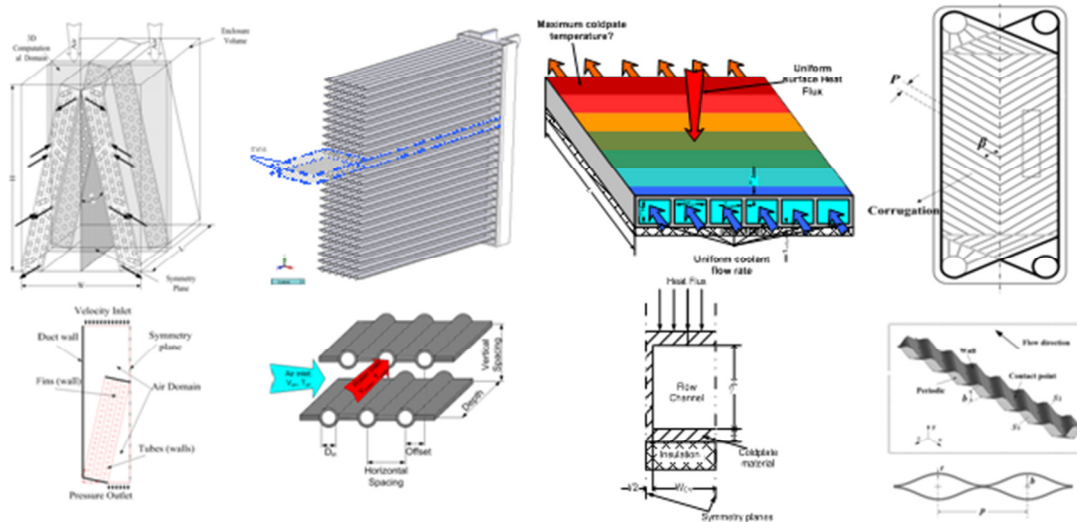 3D
Computation
al Domain
Enclosure
Volume
Symmetry
Plane
Maximum coldpate
temperature?
Uniform
surface Heat
Flux
Uniform coolant
flow rate
P
β
Corrugation
Velocity Inlet
Duct wall
Symmetry
plane
Fins (wall)
Air Domain
Tubes (walls)
Pressure Outlet
Air inlet
Vertical
Spacing
Depth
Offset
Horizontal
Spacing
Heat Flux
Flow
Channel
Insulation
Coldplate
material
t/2
Symmetry planes
Flow direction
Wall
Contact point
Periodic
b
P